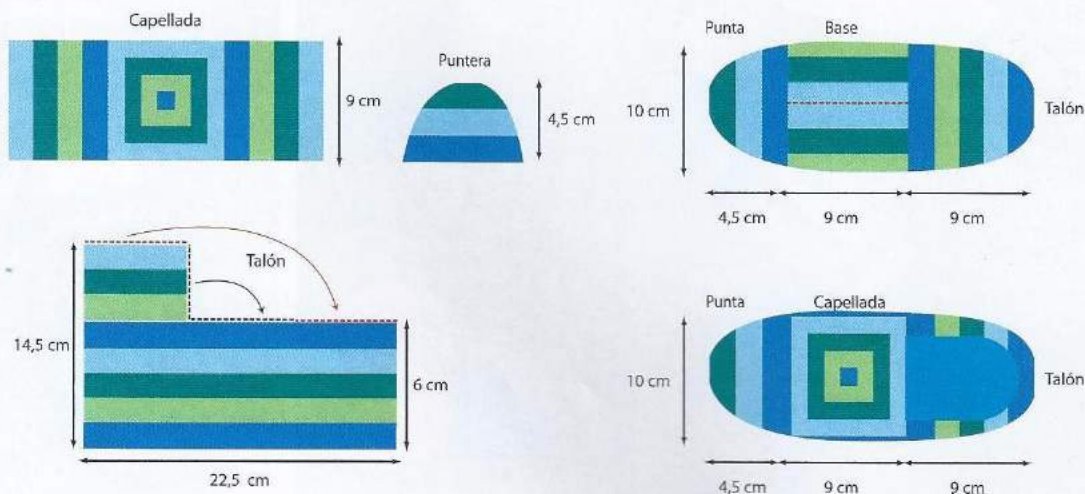 Capellada
9 cm
Puntera
4,5 cm
Punta
Base
10 cm
Talón
4,5 cm
9 cm
9 cm
Talón
14,5 cm
6 cm
22,5 cm
Punta
Capellada
10 cm
Talón
4,5 cm
9 cm
9 cm